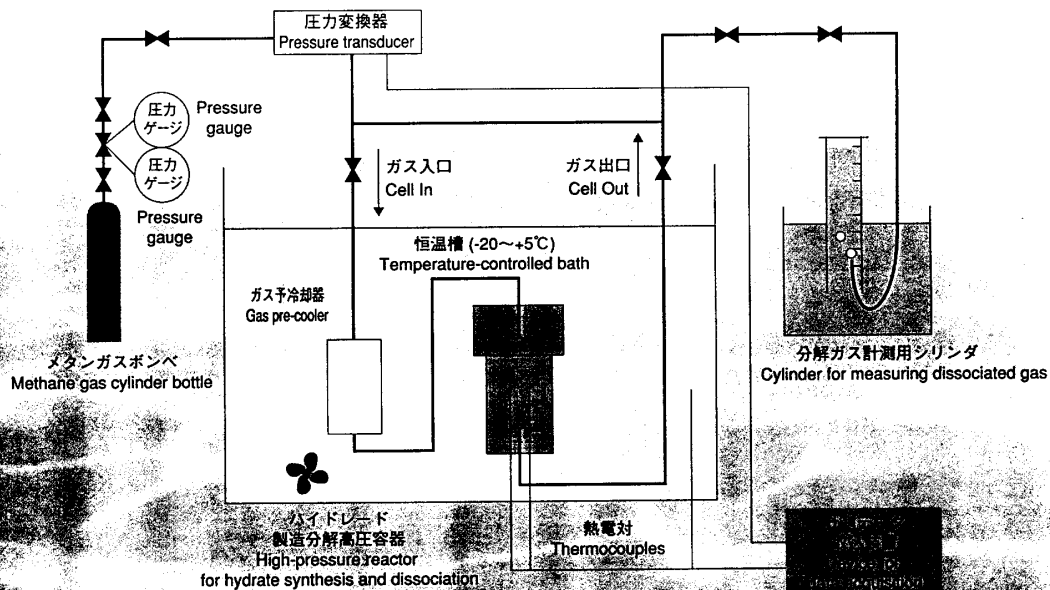 圧力変換器
Pressure transducer
圧力
ゲージ
Pressure
gauge
圧力
ゲージ
Pressure
gauge
ガス入口
Cell In
ガス出口
Cell Out
恒温槽 (-20～+5℃)
Temperature-controlled bath
ガス予冷却器
Gas pre-cooler
メタンガスボンベ
Methane gas cylinder bottle
分解ガス計測用シリンダ
Cylinder for measuring dissociated gas
ハイドレード
製造分解高圧容器
High-pressure reactor
for hydrate synthesis and dissociation
熱電対
Thermocouples